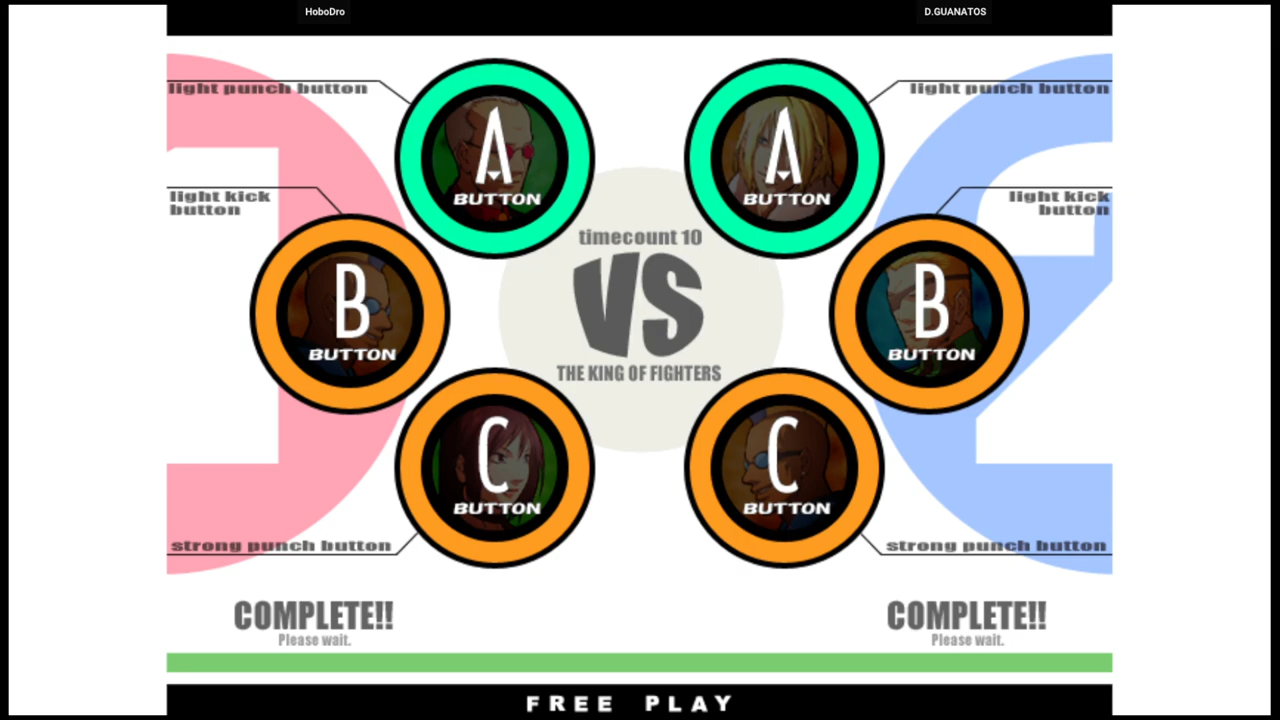 HoboDro
D.GUANATOS
light punch button
light punch button
A
BUTTON
A
BUTTON
light kick
button
light kick
button
1
2
B
BUTTON
B
BUTTON
timecount 10
VS
THE KING OF FIGHTERS
C
BUTTON
C
BUTTON
strong punch button
strong punch button
COMPLETE!!
Please wait.
COMPLETE!!
Please wait.
FREE PLAY